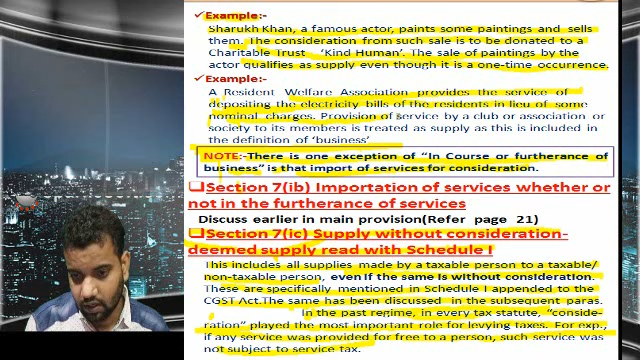 Example:-
Sharukh Khan, a famous actor, paints some paintings and sells
them. The consideration from such sale is to be donated to a
Charitable Trust 'Kind Human'. The sale of paintings by the
actor qualifies as supply even though it is a one-time occurrence.
Example:-
A Resident Welfare Association provides the service of
depositing the electricity bills of the residents in lieu of some
nominal charges. Provision of service by a club or association or
society to its members is treated as supply as this is included in
the definition of 'business'
NOTE:- There is one exception of "In Course or furtherance of
business" is that import of services for consideration.
Section 7(ib) Importation of services whether or
not in the furtherance of services
Discuss earlier in main provision(Refer page 21)
Section 7(ic) Supply without consideration-
deemed supply read with Schedule I
This includes all supplies made by a taxable person to a taxable/
non-taxable person, even if the same is without consideration.
These are specifically mentioned in Schedule I appended to the
CGST Act.The same has been discussed in the subsequent paras.
In the past regime, in every tax statute, "conside-
ration" played the most important role for levying taxes. For exp.,
if any service was provided for free to a person, such service was
not subject to service tax.